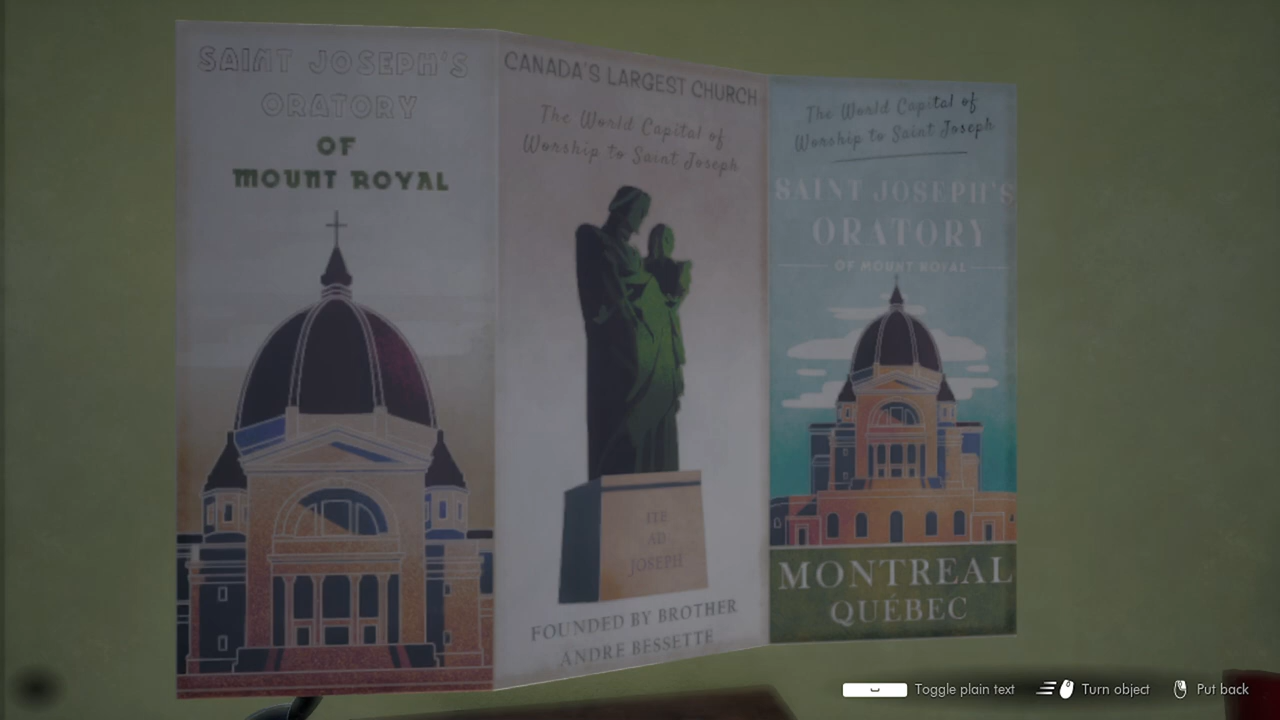 SAINT JOSEPH'S
ORATORY
OF
MOUNT ROYAL
CANADA'S LARGEST CHURCH
The World Capital of
Worship to Saint Joseph
ITE
AD
JOSEPH
FOUNDED BY BROTHER
ANDRE BESSETTE
The World Capital of
Worship to Saint Joseph
SAINT JOSEPH'S
ORATORY
OF MOUNT ROYAL
MONTREAL
QUÉBEC
Toggle plain text
Turn object
Put back